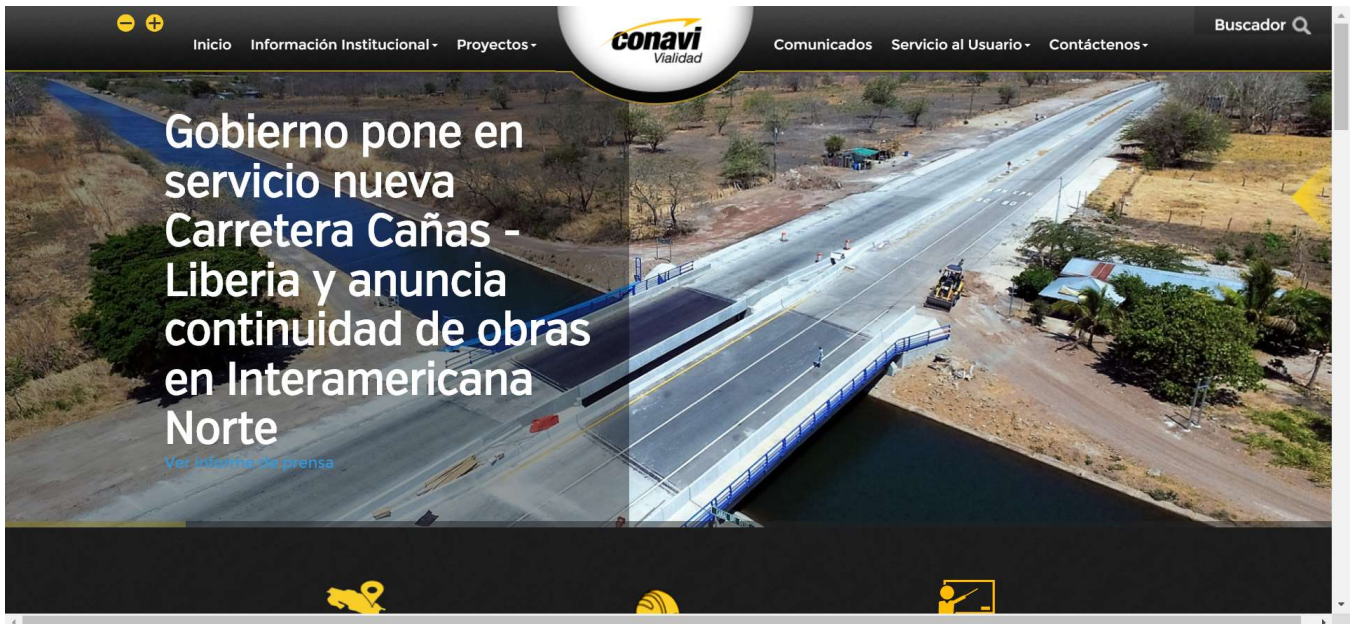 Buscador
Inicio Información Institucional Proyectos conavi Vialidad Comunicados Servicio al Usuario Contáctenos
Gobierno pone en
servicio nueva
Carretera Cañas -
Liberia y anuncia
continuidad de obras
en Interamericana
Norte
Ver informe de prensa